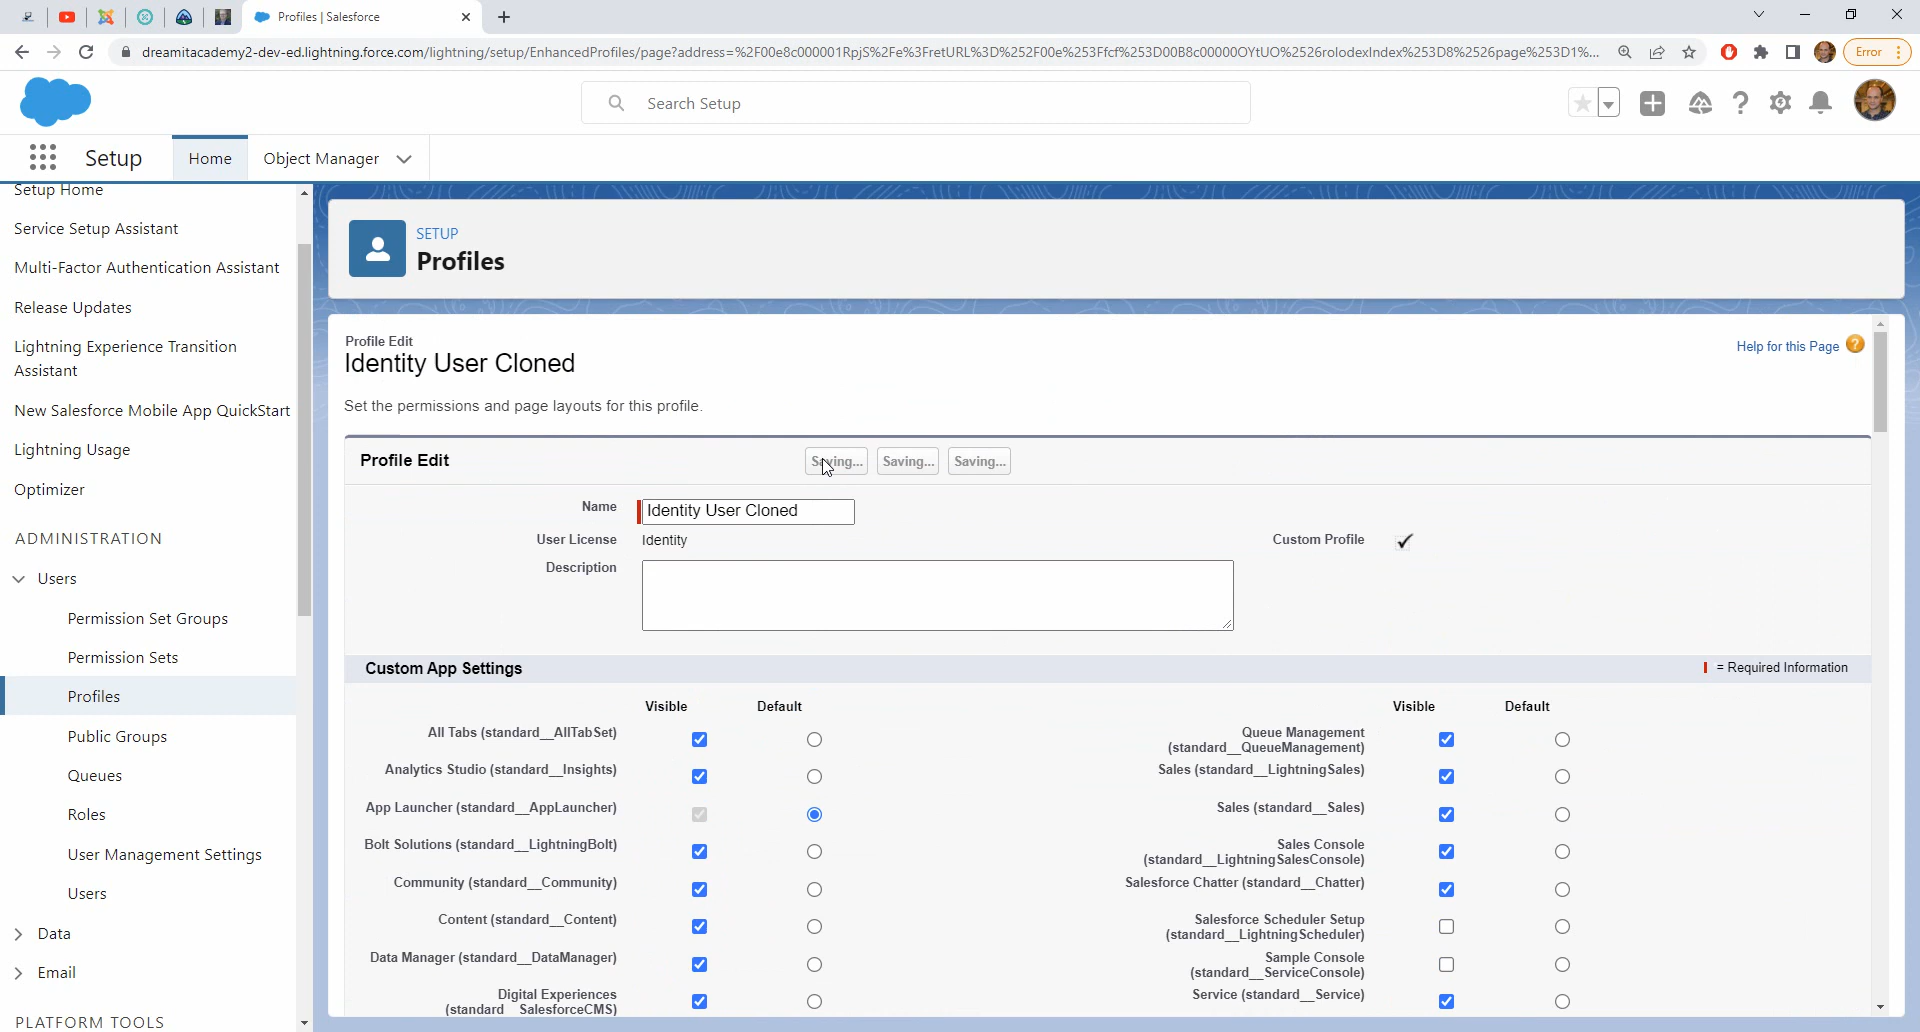 Profiles | Salesforce
dreamitacademy2-dev-ed.lightning.force.com/lightning/setup/EnhancedProfiles/page?address=%2F00e8c000001RpjS%2Fe%3FretURL%3D%252F00e%253Ffcf%253D00B8c00000OYtUO%2526rolodexIndex%253D8%2526page%253D1%...
Error
Search Setup
Setup
Home
Object Manager
Setup Home
Service Setup Assistant
Multi-Factor Authentication Assistant
Release Updates
Lightning Experience Transition
Assistant
New Salesforce Mobile App QuickStart
Lightning Usage
Optimizer
ADMINISTRATION
Users
Permission Set Groups
Permission Sets
Profiles
Public Groups
Queues
Roles
User Management Settings
Users
Data
Email
PLATFORM TOOLS
SETUP
Profiles
Profile Edit
Identity User Cloned
Help for this Page
Set the permissions and page layouts for this profile.
Profile Edit
Saving... Saving... Saving...
Name Identity User Cloned
User License Identity
Custom Profile
Description
Custom App Settings
= Required Information
Visible Default
All Tabs (standard__AllTabSet)
Analytics Studio (standard__Insights)
App Launcher (standard__AppLauncher)
Bolt Solutions (standard__LightningBolt)
Community (standard__Community)
Content (standard__Content)
Data Manager (standard__DataManager)
Digital Experiences
(standard__SalesforceCMS)
Visible Default
Queue Management
(standard__QueueManagement)
Sales (standard__LightningSales)
Sales (standard__Sales)
Sales Console
(standard__LightningSalesConsole)
Salesforce Chatter (standard__Chatter)
Salesforce Scheduler Setup
(standard__LightningScheduler)
Sample Console
(standard__ServiceConsole)
Service (standard__Service)